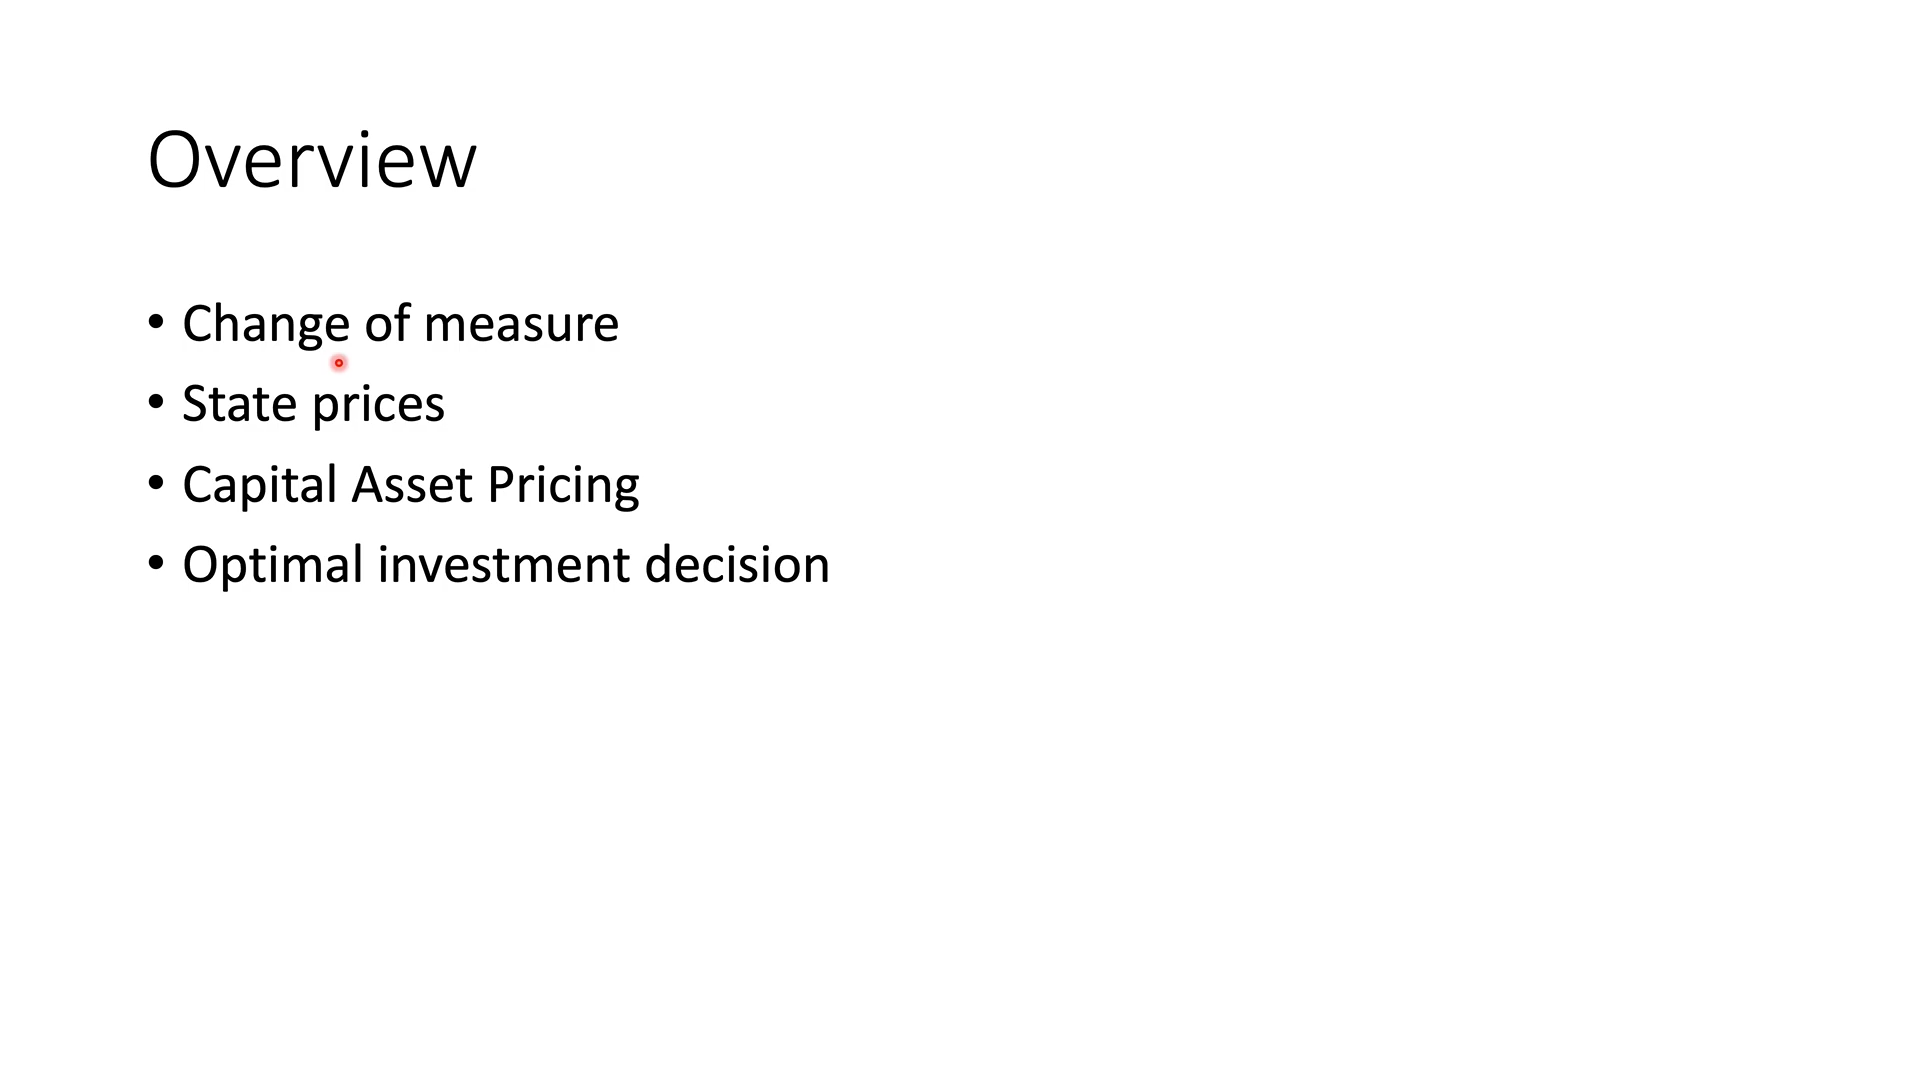 Overview
• Change of measure
• State prices
• Capital Asset Pricing
• Optimal investment decision